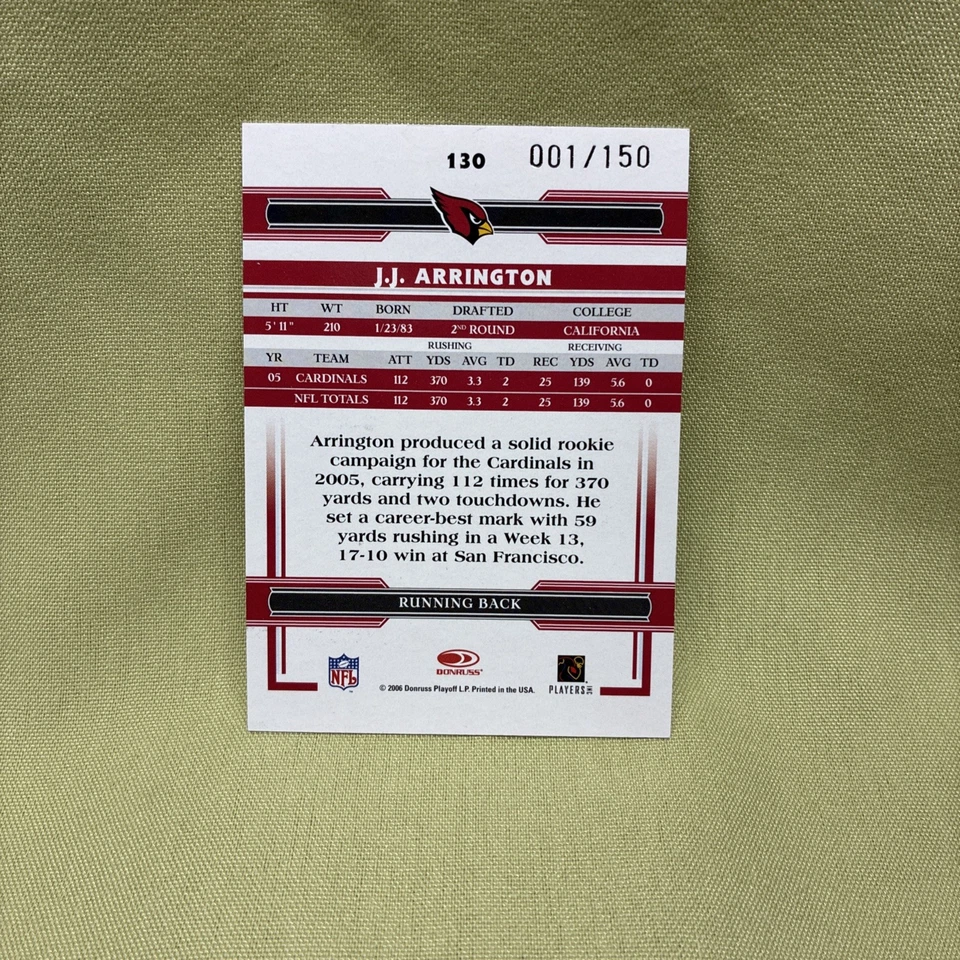 130 001/150
J.J. ARRINGTON
HT WT BORN DRAFTED COLLEGE
5' 11" 210 1/23/83 2ND ROUND CALIFORNIA
RUSHING RECEIVING
YR TEAM ATT YDS AVG TD REC YDS AVG TD
05 CARDINALS 112 370 3.3 2 25 139 5.6 0
NFL TOTALS 112 370 3.3 2 25 139 5.6 0
Arrington produced a solid rookie
campaign for the Cardinals in
2005, carrying 112 times for 370
yards and two touchdowns. He
set a career-best mark with 59
yards rushing in a Week 13,
17-10 win at San Francisco.
RUNNING BACK
NFL DONRUSS PLAYERS INC
© 2006 Donruss Playoff L.P. Printed in the USA.